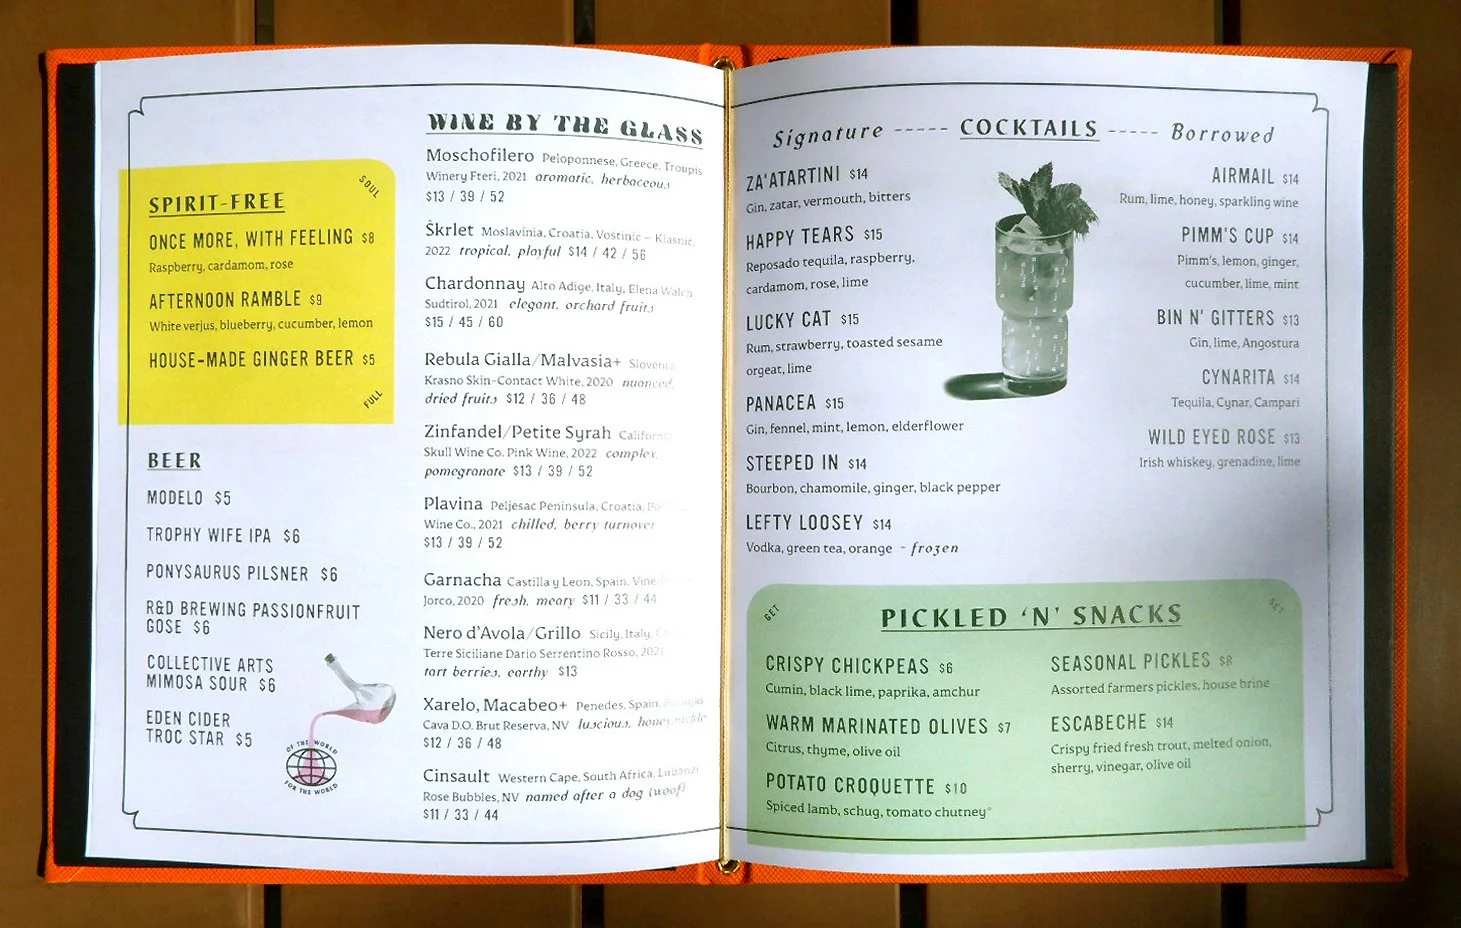 SOUL
SPIRIT-FREE
ONCE MORE, WITH FEELING $8
Raspberry, cardamom, rose
AFTERNOON RAMBLE $9
White verjus, blueberry, cucumber, lemon
HOUSE-MADE GINGER BEER $5
FULL
BEER
MODELO $5
TROPHY WIFE IPA $6
PONYSAURUS PILSNER $6
R&D BREWING PASSIONFRUIT
GOSE $6
COLLECTIVE ARTS
MIMOSA SOUR $6
EDEN CIDER
TROC STAR $5
OF THE WORLD
FOR THE WORLD
WINE BY THE GLASS
Moschofilero Peloponnese, Greece, Troupis
Winery Fteri, 2021 aromatic, herbaceous
$13 / 39 / 52
Škrlet Moslavinia, Croatia, Vostinic – Klasnic,
2022 tropical, playful $14 / 42 / 56
Chardonnay Alto Adige, Italy, Elena Walch
Sudtirol, 2021 elegant, orchard fruits
$15 / 45 / 60
Rebula Gialla/Malvasia+ Slovenia,
Krasno Skin-Contact White, 2020 nuanced,
dried fruits $12 / 36 / 48
Zinfandel/Petite Syrah California,
Skull Wine Co. Pink Wine, 2022 complex,
pomegranate $13 / 39 / 52
Plavina Peljesac Peninsula, Croatia,
Wine Co., 2021 chilled, berry turnover
$13 / 39 / 52
Garnacha Castilla y Leon, Spain,
Jorco, 2020 fresh, meaty $11 / 33 / 44
Nero d'Avola/Grillo Sicily, Italy,
Terre Siciliane Dario Serrentino Rosso, 2021
tart berries, earthy $13
Xarelo, Macabeo+ Penedes, Spain,
Cava D.O. Brut Reserva, NV luscious, honeysuckle
$12 / 36 / 48
Cinsault Western Cape, South Africa, Lubanzi
Rose Bubbles, NV named after a dog (woof)
$11 / 33 / 44
Signature ----- COCKTAILS ----- Borrowed
ZA'ATARTINI $14
Gin, zatar, vermouth, bitters
HAPPY TEARS $15
Reposado tequila, raspberry,
cardamom, rose, lime
LUCKY CAT $15
Rum, strawberry, toasted sesame
orgeat, lime
PANACEA $15
Gin, fennel, mint, lemon, elderflower
STEEPED IN $14
Bourbon, chamomile, ginger, black pepper
LEFTY LOOSEY $14
Vodka, green tea, orange ~ frozen
AIRMAIL $14
Rum, lime, honey, sparkling wine
PIMM'S CUP $14
Pimm's, lemon, ginger,
cucumber, lime, mint
BIN N' GITTERS $13
Gin, lime, Angostura
CYNARITA $14
Tequila, Cynar, Campari
WILD EYED ROSE $13
Irish whiskey, grenadine, lime
GET
SET
PICKLED 'N' SNACKS
CRISPY CHICKPEAS $6
Cumin, black lime, paprika, amchur
WARM MARINATED OLIVES $7
Citrus, thyme, olive oil
POTATO CROQUETTE $10
Spiced lamb, schug, tomato chutney*
SEASONAL PICKLES $8
Assorted farmers pickles, house brine
ESCABECHE $14
Crispy fried fresh trout, melted onion,
sherry, vinegar, olive oil